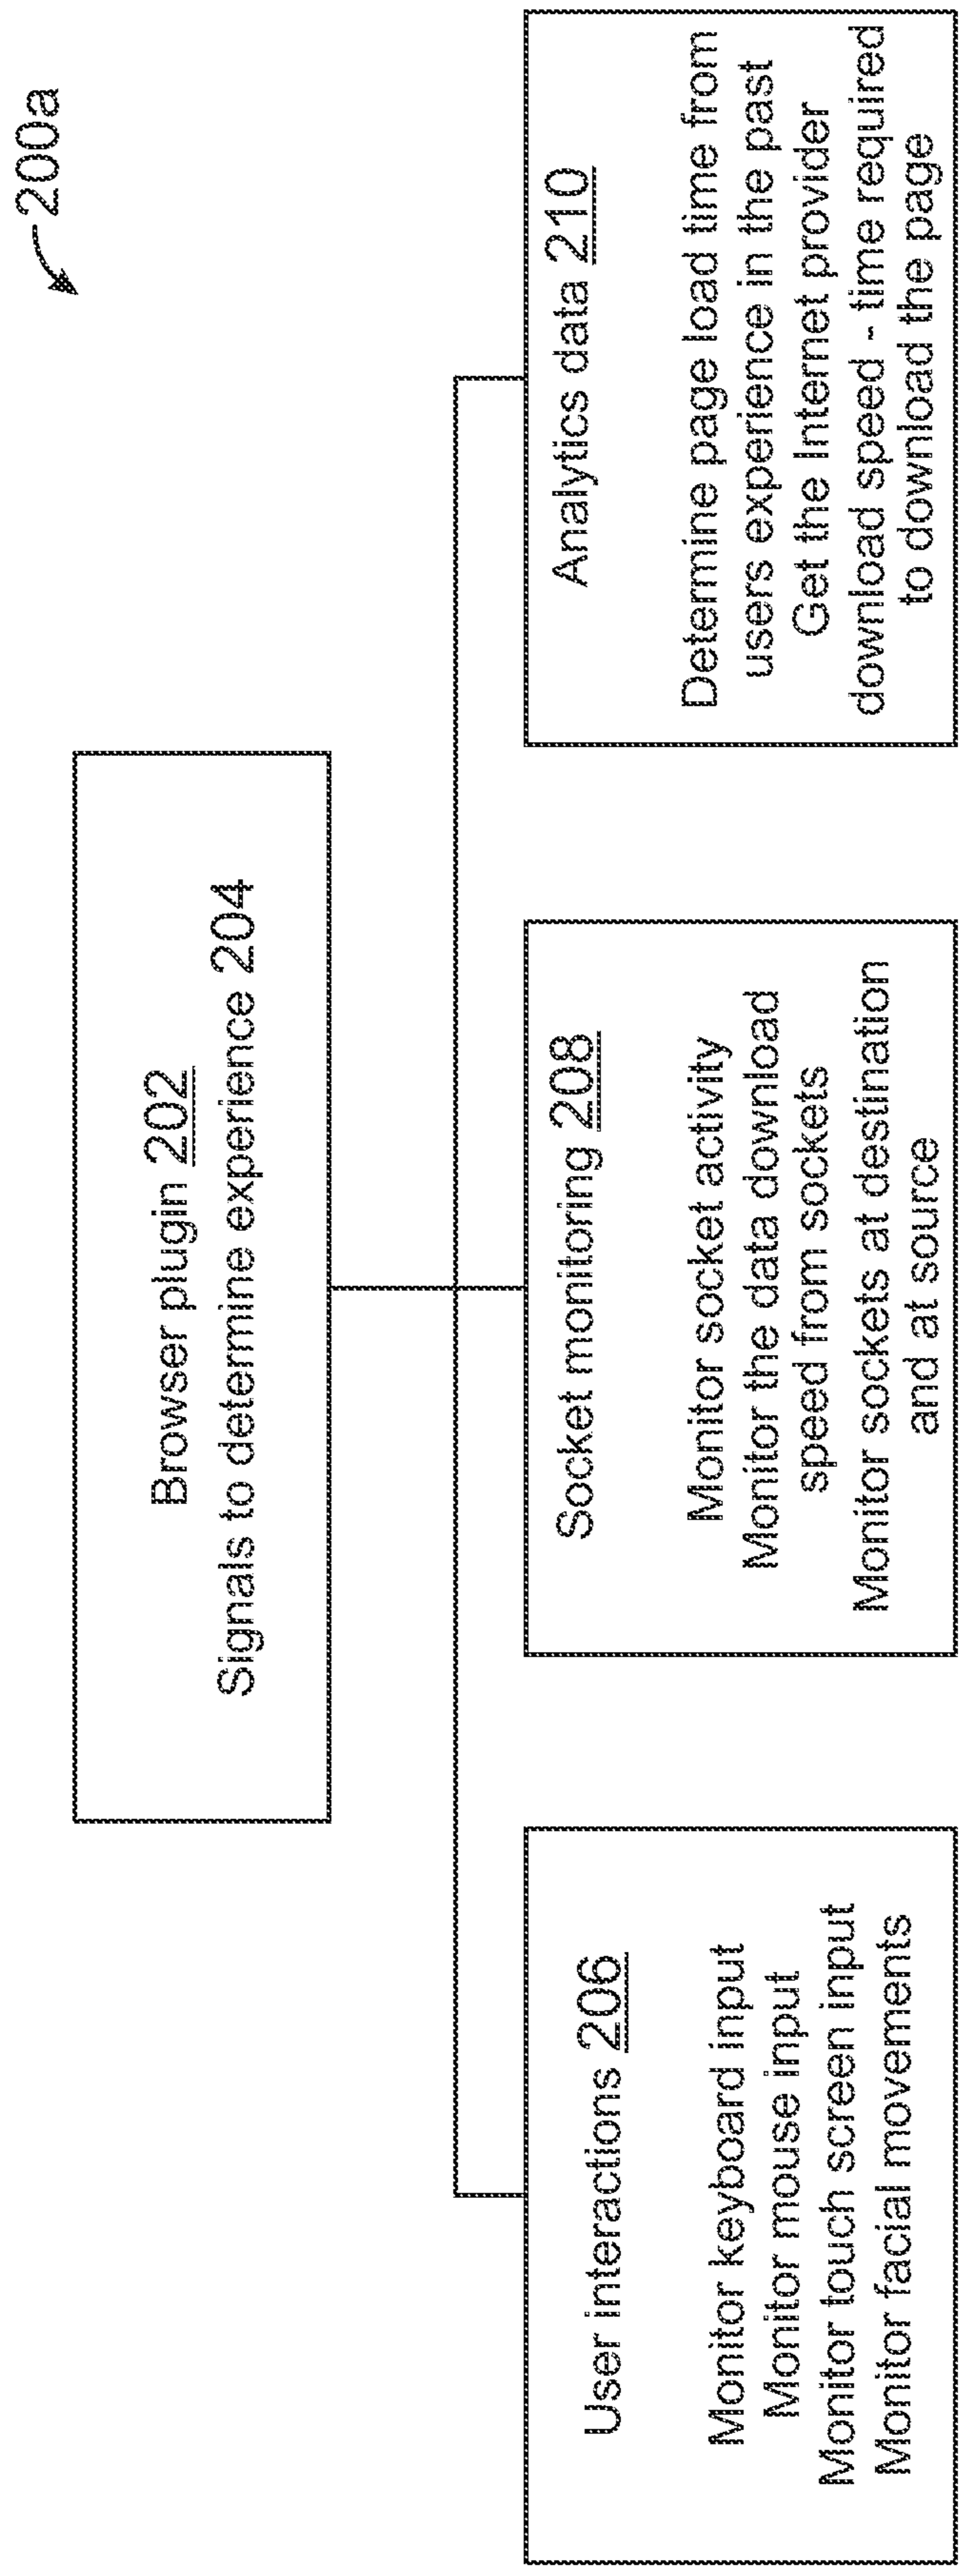 200a
Browser plugin 202
Signals to determine experience 204
User interactions 206
Monitor keyboard input
Monitor mouse input
Monitor touch screen input
Monitor facial movements
Socket monitoring 208
Monitor socket activity
Monitor the data download
speed from sockets
Monitor sockets at destination
and at source
Analytics data 210
Determine page load time from
users experience in the past
Get the Internet provider
download speed - time required
to download the page